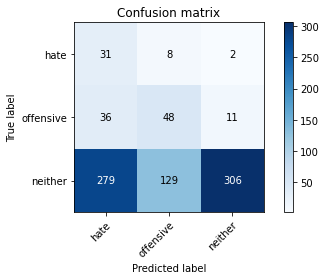 Confusion matrix
True label
hate
offensive
neither
31 8 2
36 48 11
279 129 306
hate
offensive
neither
Predicted label
300
250
200
150
100
50